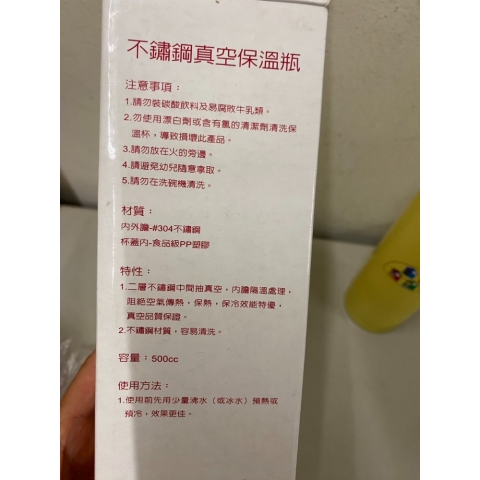 不鏽鋼真空保溫瓶
注意事項：
1.請勿裝碳酸飲料及易腐敗牛乳類。
2.勿使用漂白劑或含有氯的清潔劑清洗保
溫杯，導致損壞此產品。
3.請勿放在火的旁邊。
4.請避免幼兒隨意拿取。
5.請勿在洗碗機清洗。
材質：
內外膽-#304不鏽鋼
杯蓋內-食品級PP塑膠
特性：
1.二層不鏽鋼中間抽真空，內膽陽溫處理，
阻絕空氣傳熱，保熱，保冷效能特優，
真空品質保證。
2.不鏽鋼材質，容易清洗。
容量：500cc
使用方法：
1.使用前先用少量沸水（或冰水）預熱或
預冷，效果更佳。